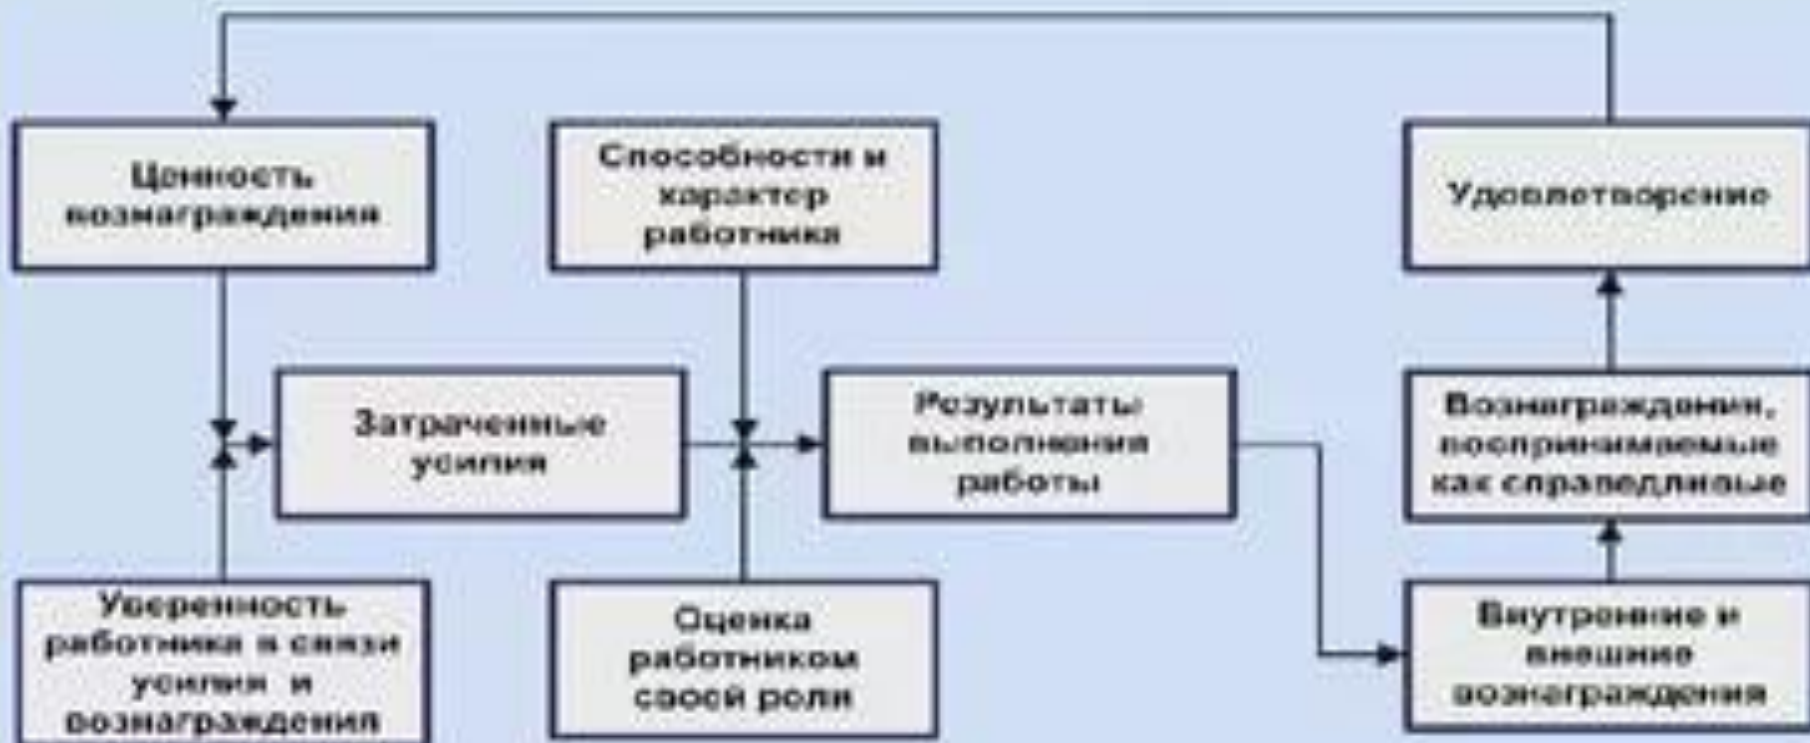 Ценность
вознаграждения
Способности и
характер
работника
Удовлетворение
Затраченные
усилия
Результаты
выполнения
работы
Вознаграждения,
воспринимаемые
как справедливые
Уверенность
работника в связи
усилия и
вознаграждения
Оценка
работником
своей роли
Внутренние и
внешние
вознаграждения